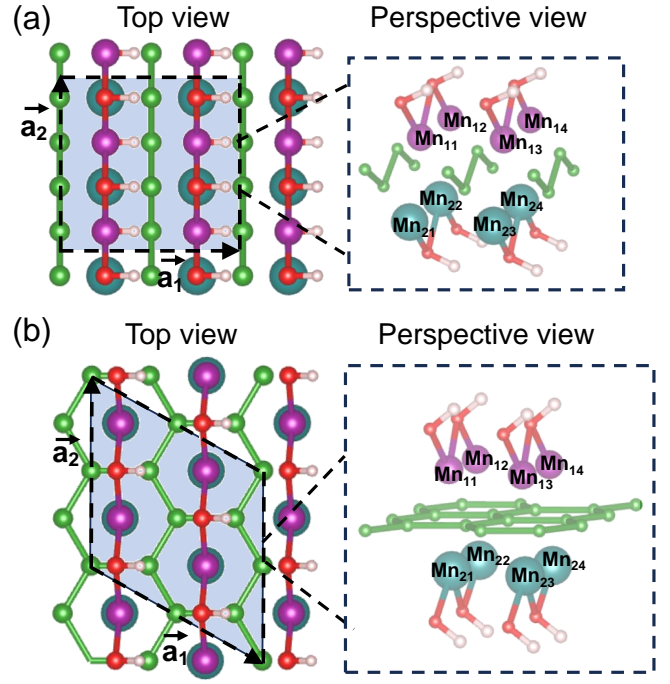 (a) Top view Perspective view
a₂
a₁
Mn₁₂ Mn₁₄
Mn₁₁ Mn₁₃
Mn₂₂ Mn₂₄
Mn₂₁ Mn₂₃
(b) Top view Perspective view
a₂
a₁
Mn₁₂ Mn₁₄
Mn₁₁ Mn₁₃
Mn₂₂ Mn₂₄
Mn₂₁ Mn₂₃